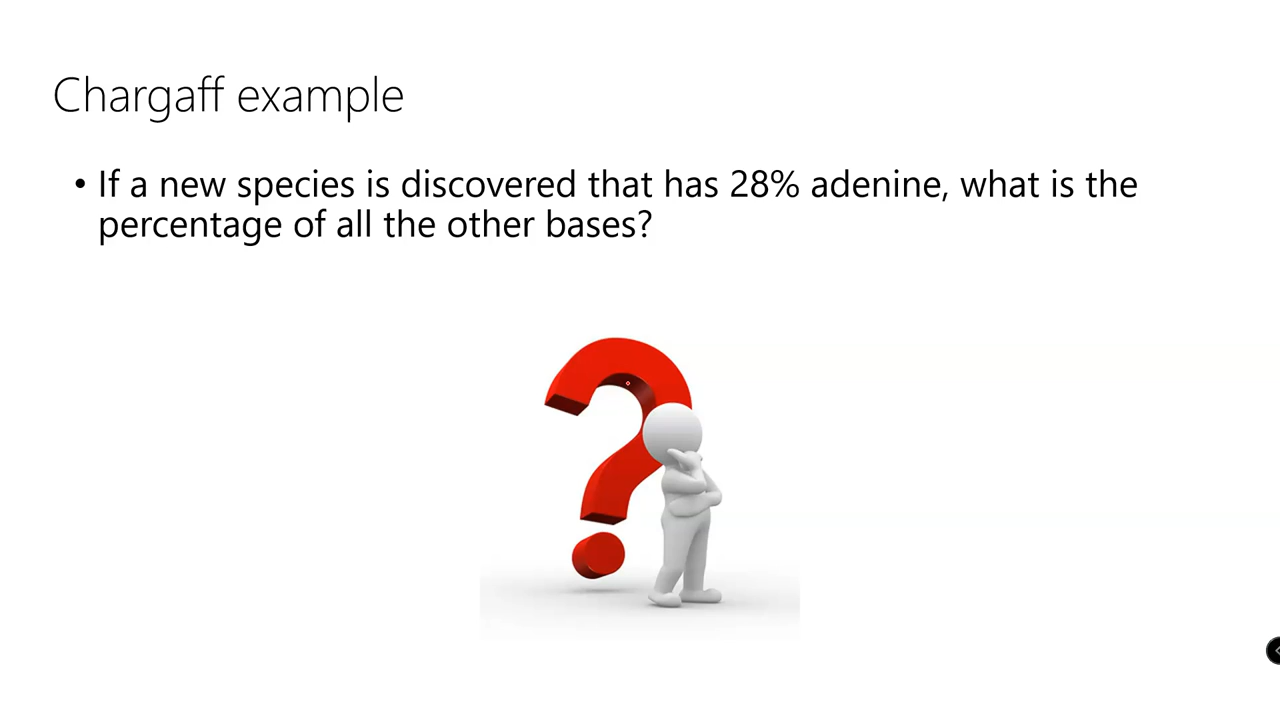 Chargaff example
• If a new species is discovered that has 28% adenine, what is the
percentage of all the other bases?